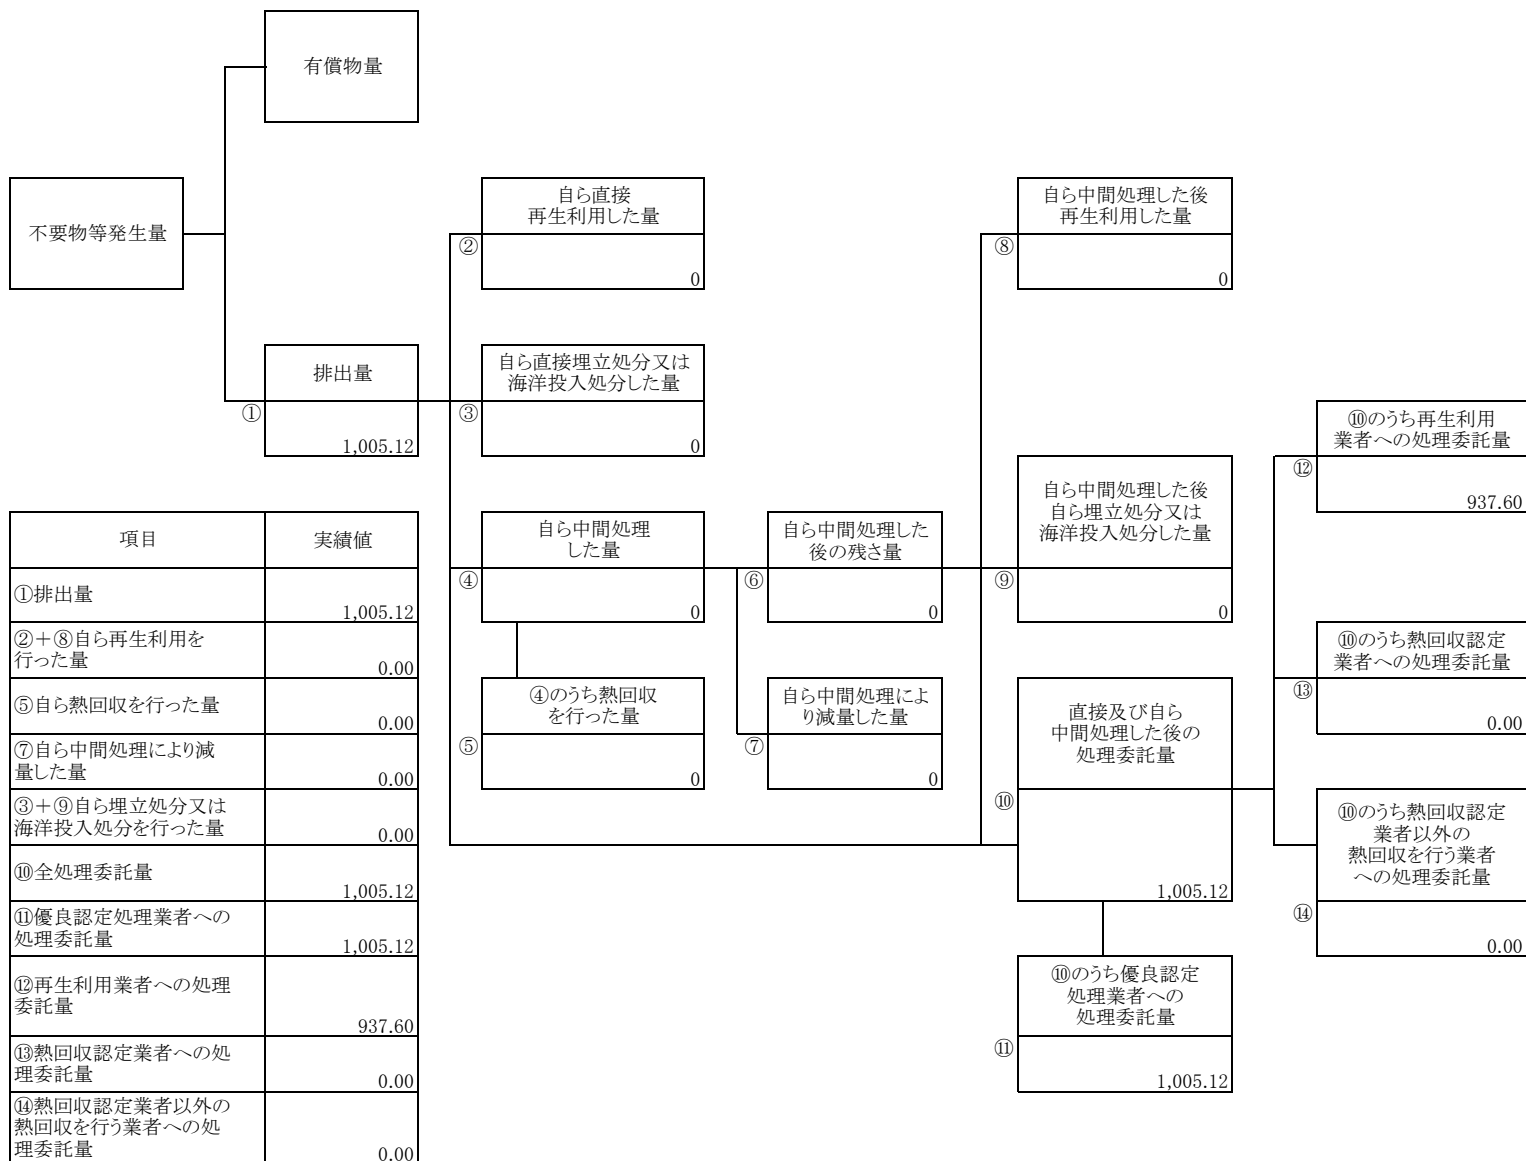 有償物量
不要物等発生量
自ら直接
再生利用した量
②
0
自ら中間処理した後
再生利用した量
⑧
0
排出量
①
1,005.12
自ら直接埋立処分又は
海洋投入処分した量
③
0
⑩のうち再生利用
業者への処理委託量
⑫
937.60
自ら中間処理
した量
④
0
自ら中間処理した
後の残さ量
⑥
0
自ら中間処理した後
自ら埋立処分又は
海洋投入処分した量
⑨
0
⑩のうち熱回収認定
業者への処理委託量
⑬
0.00
④のうち熱回収
を行った量
⑤
0
自ら中間処理によ
り減量した量
⑦
0
直接及び自ら
中間処理した後の
処理委託量
⑩
1,005.12
⑩のうち熱回収認定
業者以外の
熱回収を行う業者
への処理委託量
⑭
0.00
⑩のうち優良認定
処理業者への
処理委託量
⑪
1,005.12
項目 実績値
①排出量
1,005.12
②＋⑧自ら再生利用を
行った量
0.00
⑤自ら熱回収を行った量
0.00
⑦自ら中間処理により減
量した量
0.00
③＋⑨自ら埋立処分又は
海洋投入処分を行った量
0.00
⑩全処理委託量
1,005.12
⑪優良認定処理業者への
処理委託量
1,005.12
⑫再生利用業者への処理
委託量
937.60
⑬熱回収認定業者への処
理委託量
0.00
⑭熱回収認定業者以外の
熱回収を行う業者への処
理委託量
0.00